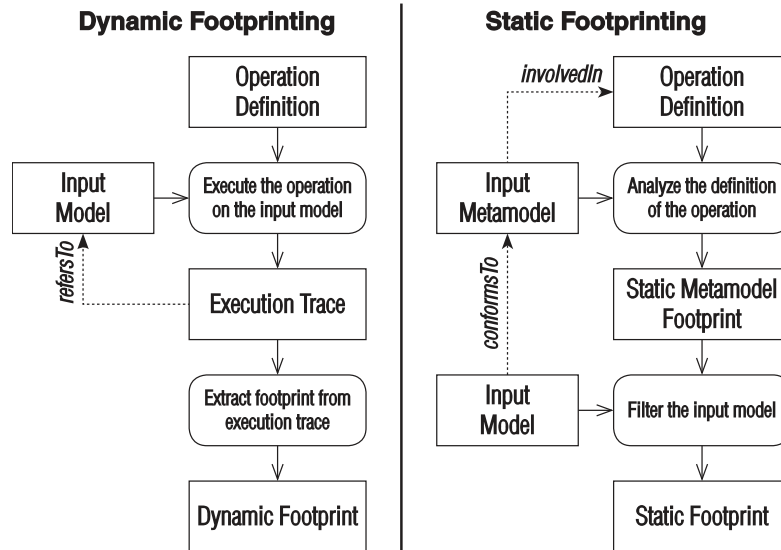 Dynamic Footprinting
Operation
Definition
Input
Model
Execute the operation
on the input model
refersTo
Execution Trace
Extract footprint from
execution trace
Dynamic Footprint
Static Footprinting
involvedIn
Operation
Definition
Input
Metamodel
Analyze the definition
of the operation
conformsTo
Static Metamodel
Footprint
Input
Model
Filter the input model
Static Footprint